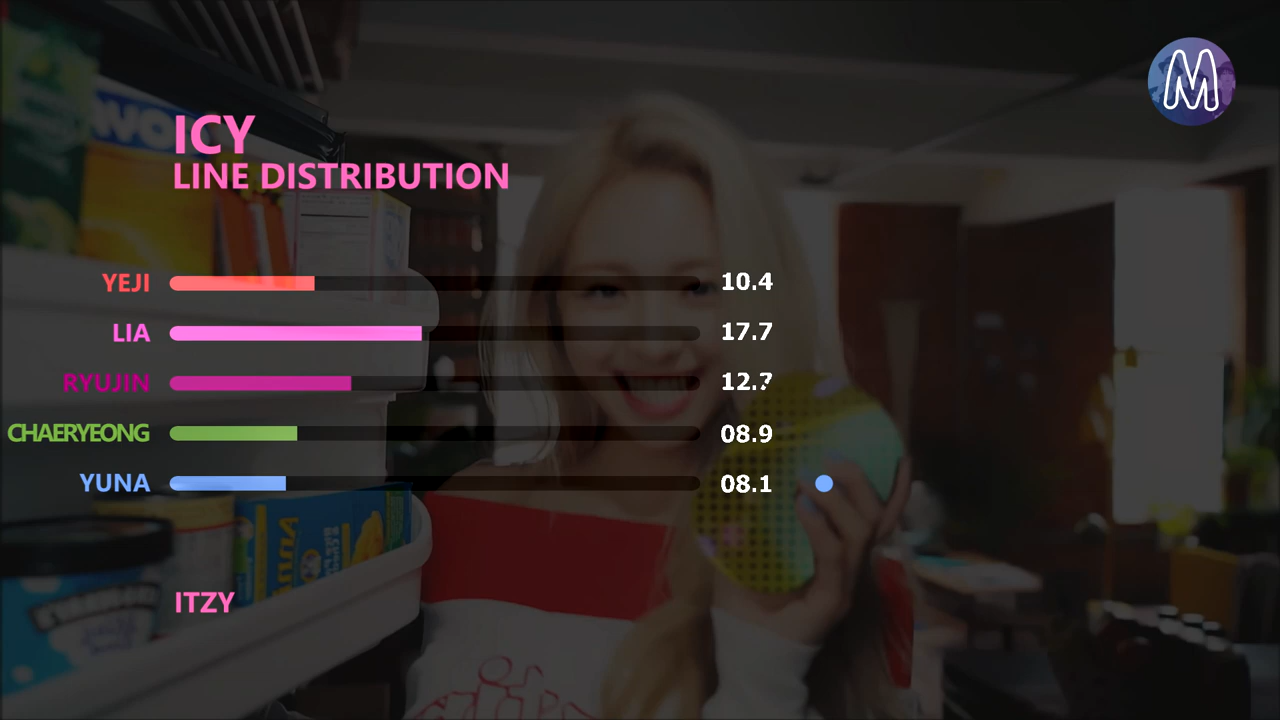 M
ICY
LINE DISTRIBUTION
YEJI 10.4
LIA 17.7
RYUJIN 12.7
CHAERYEONG 08.9
YUNA 08.1
ITZY